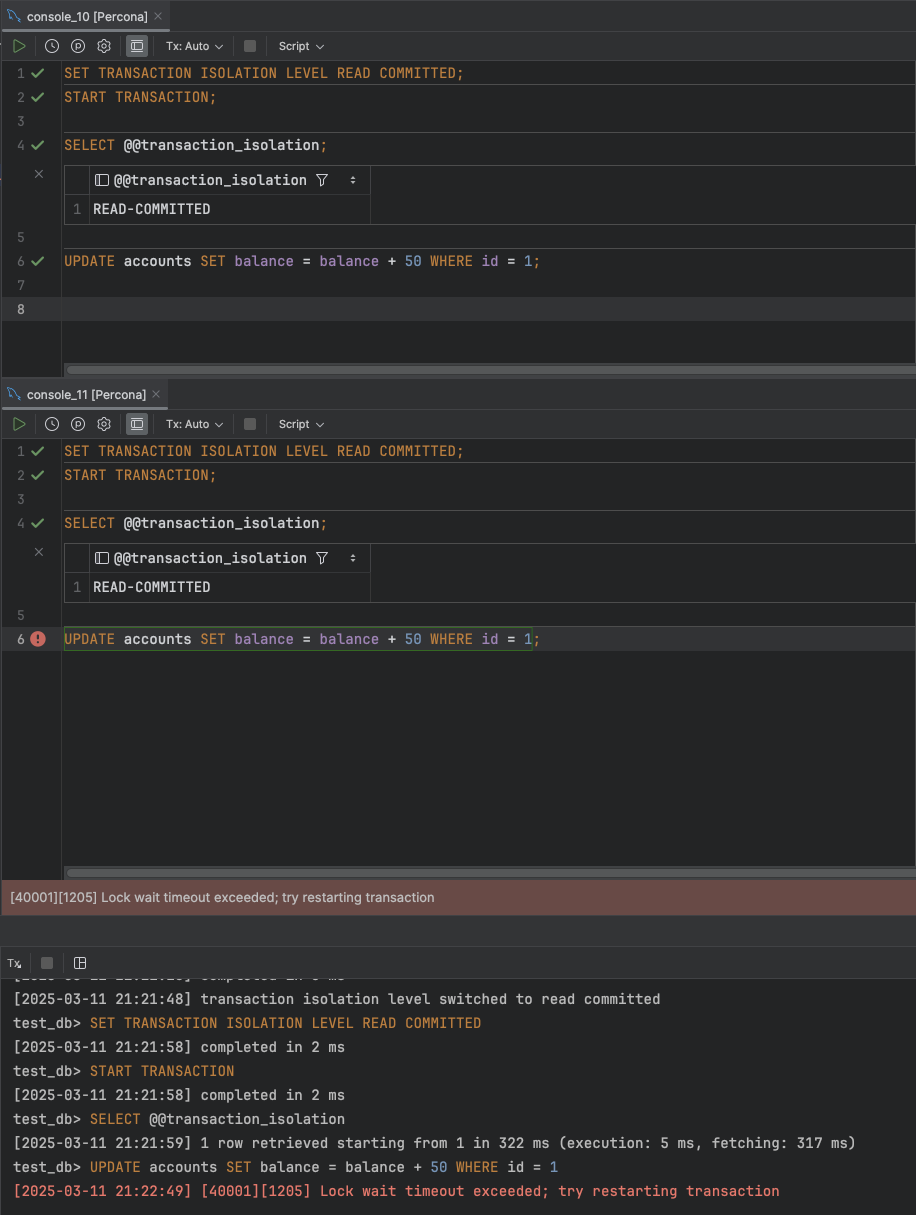 console_10 [Percona]
Tx: Auto
Script
1 SET TRANSACTION ISOLATION LEVEL READ COMMITTED;
2 START TRANSACTION;
3
4 SELECT @@transaction_isolation;
@@transaction_isolation
1 READ-COMMITTED
5
6 UPDATE accounts SET balance = balance + 50 WHERE id = 1;
7
8
console_11 [Percona]
Tx: Auto
Script
1 SET TRANSACTION ISOLATION LEVEL READ COMMITTED;
2 START TRANSACTION;
3
4 SELECT @@transaction_isolation;
@@transaction_isolation
1 READ-COMMITTED
5
6 UPDATE accounts SET balance = balance + 50 WHERE id = 1;
[40001][1205] Lock wait timeout exceeded; try restarting transaction
Tx
[2025-03-11 21:21:48] transaction isolation level switched to read committed
test_db> SET TRANSACTION ISOLATION LEVEL READ COMMITTED
[2025-03-11 21:21:58] completed in 2 ms
test_db> START TRANSACTION
[2025-03-11 21:21:58] completed in 2 ms
test_db> SELECT @@transaction_isolation
[2025-03-11 21:21:59] 1 row retrieved starting from 1 in 322 ms (execution: 5 ms, fetching: 317 ms)
test_db> UPDATE accounts SET balance = balance + 50 WHERE id = 1
[2025-03-11 21:22:49] [40001][1205] Lock wait timeout exceeded; try restarting transaction